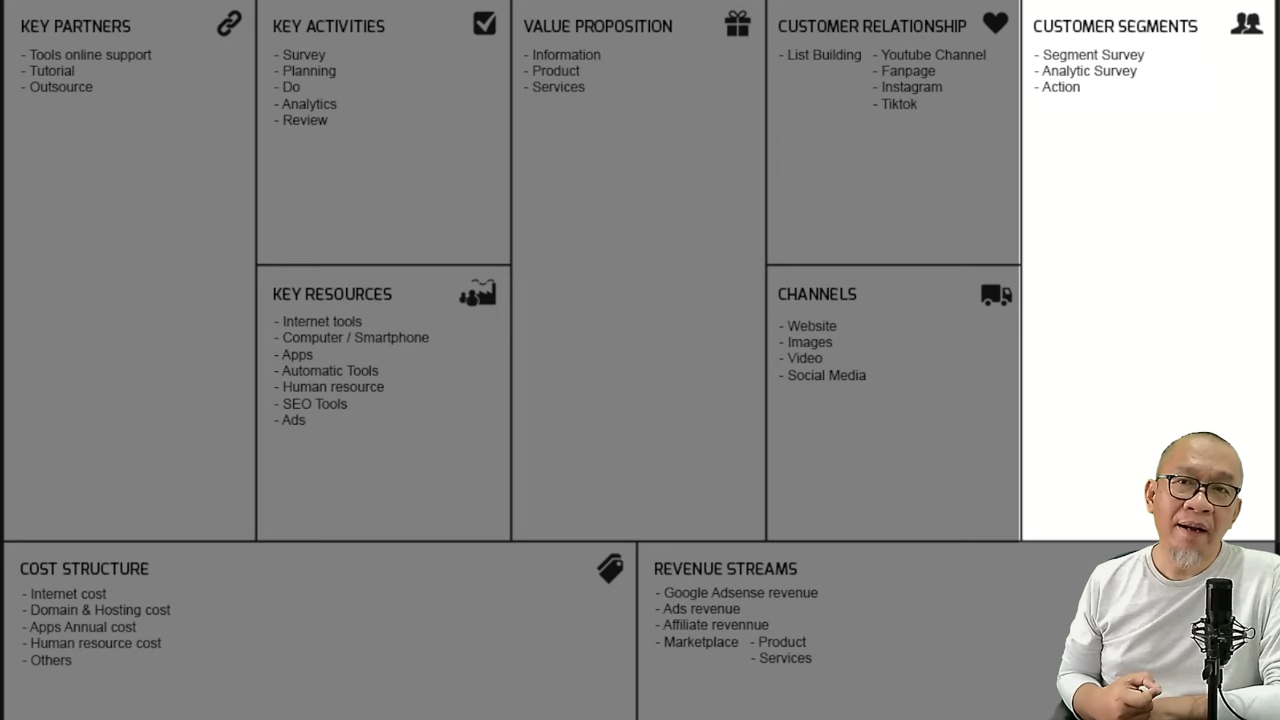 KEY PARTNERS
- Tools online support
- Tutorial
- Outsource
KEY ACTIVITIES
- Survey
- Planning
- Do
- Analytics
- Review
KEY RESOURCES
- Internet tools
- Computer / Smartphone
- Apps
- Automatic Tools
- Human resource
- SEO Tools
- Ads
VALUE PROPOSITION
- Information
- Product
- Services
CUSTOMER RELATIONSHIP
- List Building - Youtube Channel
- Fanpage
- Instagram
- Tiktok
CHANNELS
- Website
- Images
- Video
- Social Media
CUSTOMER SEGMENTS
- Segment Survey
- Analytic Survey
- Action
COST STRUCTURE
- Internet cost
- Domain & Hosting cost
- Apps Annual cost
- Human resource cost
- Others
REVENUE STREAMS
- Google Adsense revenue
- Ads revenue
- Affiliate revennue
- Marketplace - Product
- Services